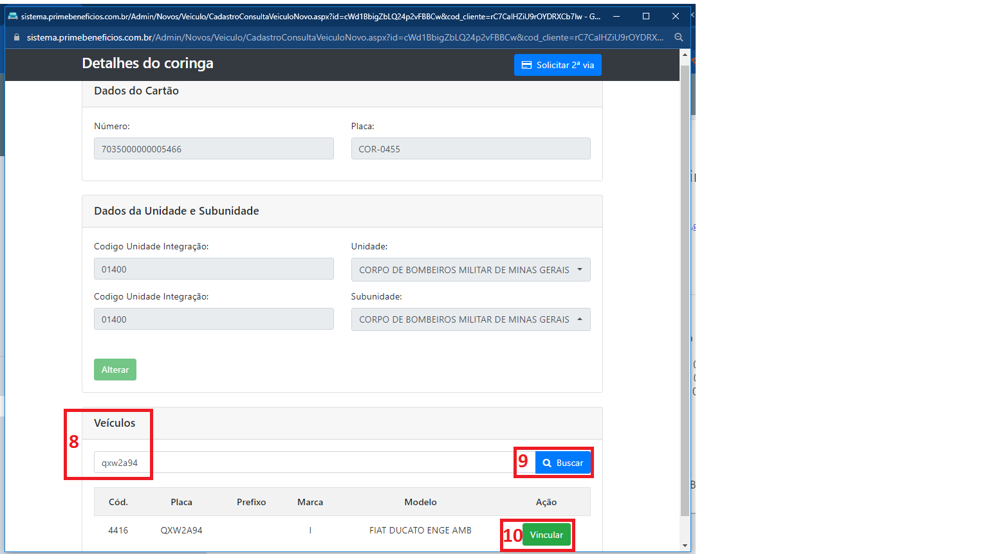 sistema.primebeneficios.com.br/Admin/Novos/Veiculo/CadastroConsultaVeiculoNovo.aspx?id=cWd1BbigZbLQ24p2vFBBCw&cod_cliente=rC7CalHZiU9rOYDRXCb7lw - G...
sistema.primebeneficios.com.br/Admin/Novos/Veiculo/CadastroConsultaVeiculoNovo.aspx?id=cWd1BbigZbLQ24p2vFBBCw&cod_cliente=rC7CalHZiU9rOYDRX...
Detalhes do coringa
Solicitar 2ª via
Dados do Cartão
Número: Placa:
7035000000005466 COR-0455
Dados da Unidade e Subunidade
Codigo Unidade Integração: Unidade:
01400 CORPO DE BOMBEIROS MILITAR DE MINAS GERAIS
Codigo Unidade Integração: Subunidade:
01400 CORPO DE BOMBEIROS MILITAR DE MINAS GERAIS
Alterar
Veículos
8
qxw2a94 9 Buscar
Cód. Placa Prefixo Marca Modelo Ação
4416 QXW2A94 I FIAT DUCATO ENGE AMB 10 Vincular